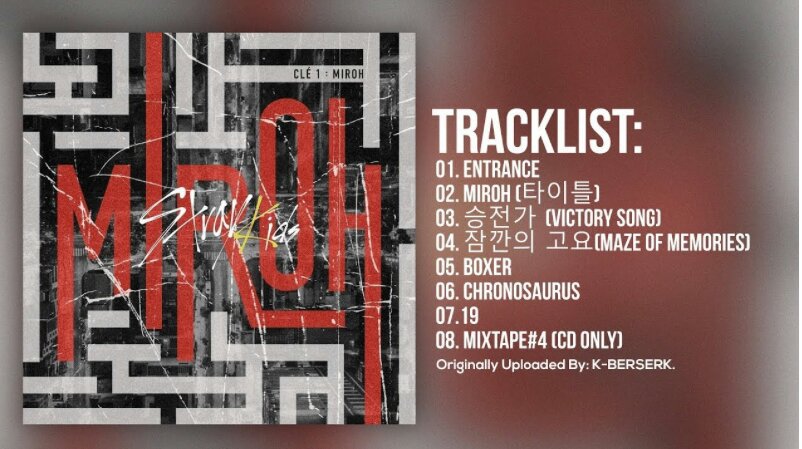 CLÉ 1 : MIROH
MIROH
Stray Kids
TRACKLIST:
01. ENTRANCE
02. MIROH (타이틀)
03. 승전가 (VICTORY SONG)
04. 잠깐의 고요(MAZE OF MEMORIES)
05. BOXER
06. CHRONOSAURUS
07.19
08. MIXTAPE#4 (CD ONLY)
Originally Uploaded By: K-BERSERK.